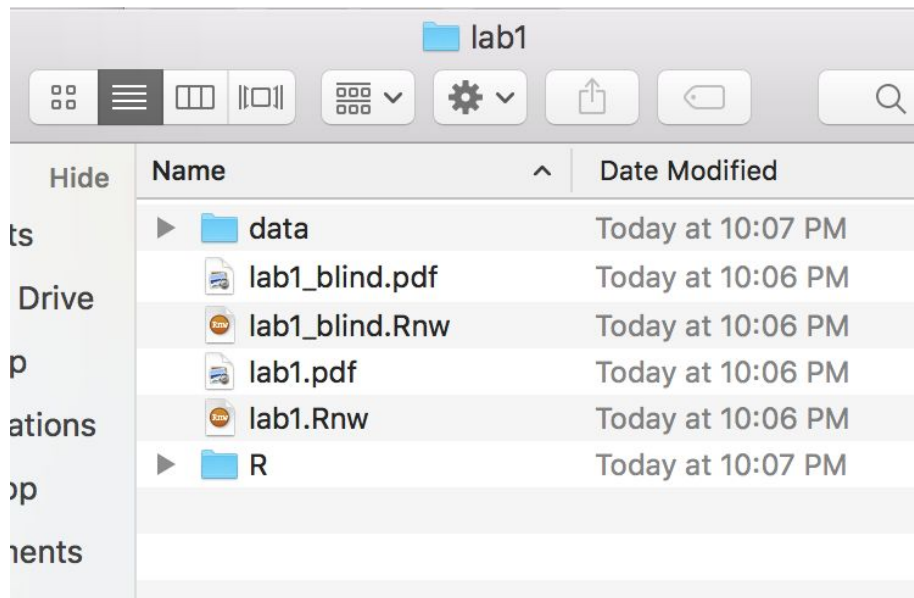 lab1
Hide Name Date Modified
ts data Today at 10:07 PM
lab1_blind.pdf Today at 10:06 PM
Drive lab1_blind.Rnw Today at 10:06 PM
p lab1.pdf Today at 10:06 PM
ations lab1.Rnw Today at 10:06 PM
op R Today at 10:07 PM
nents